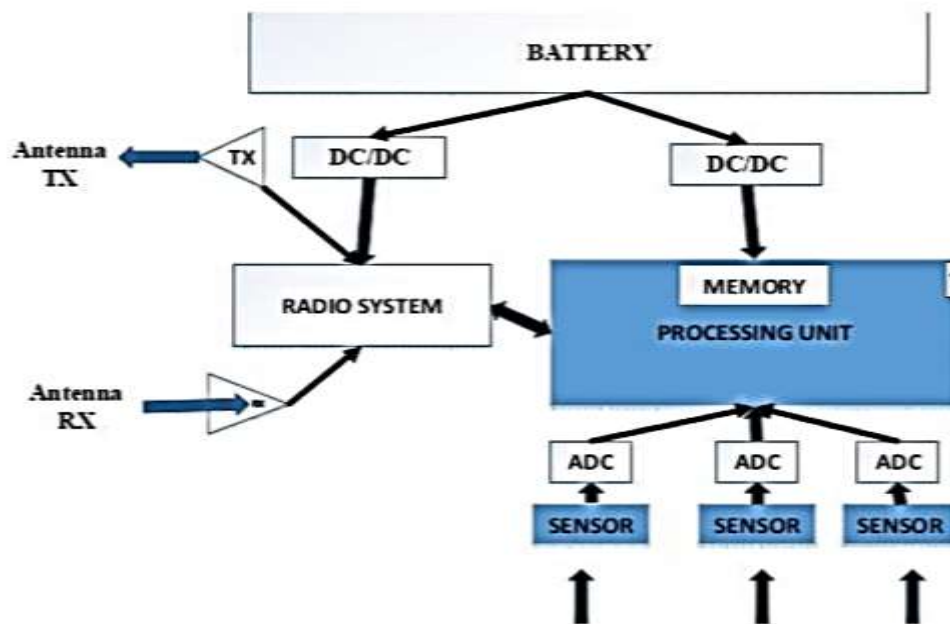 BATTERY
Antenna
TX
TX
DC/DC
DC/DC
MEMORY
RADIO SYSTEM
PROCESSING UNIT
Antenna
RX
ADC
ADC
ADC
SENSOR
SENSOR
SENSOR